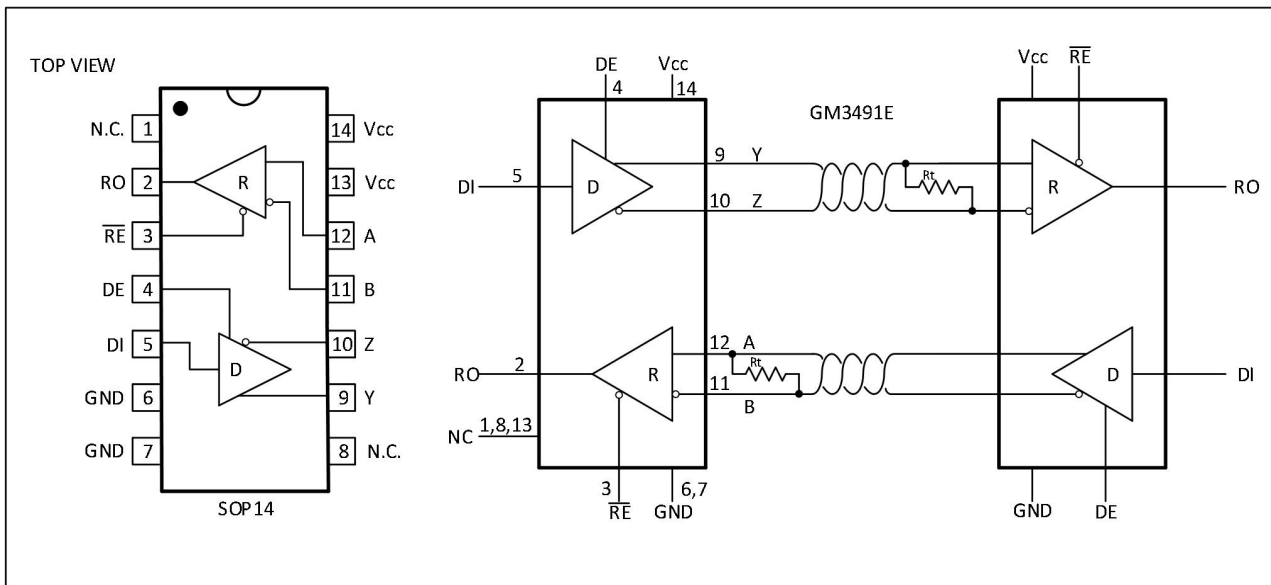 TOP VIEW
N.C. 1
14 Vcc
RO 2
R
13 Vcc
RE 3
12 A
DE 4
11 B
DI 5
D
10 Z
GND 6
9 Y
GND 7
8 N.C.
SOP14
GM3491E
DE
4
Vcc
14
DI 5
D
9 Y
10 Z
Rt
RO 2
R
12 A
11
B
Rt
NC 1,8,13
3
RE
6,7
GND
Vcc
RE
R
RO
D
DI
GND
DE